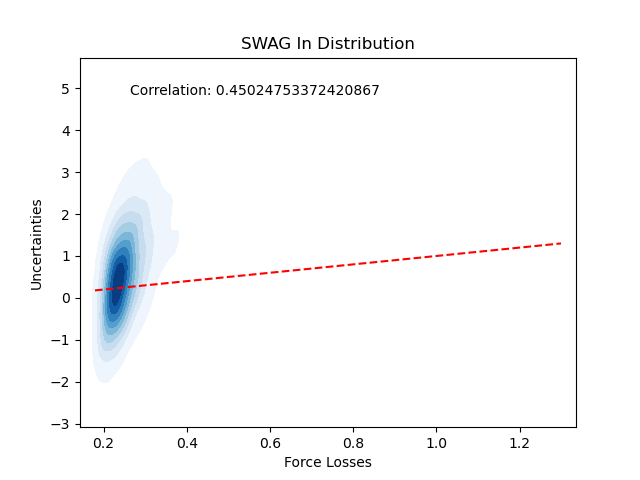 SWAG In Distribution
Correlation: 0.45024753372420867
Uncertainties
5
4
3
2
1
0
−1
−2
−3
0.2 0.4 0.6 0.8 1.0 1.2
Force Losses